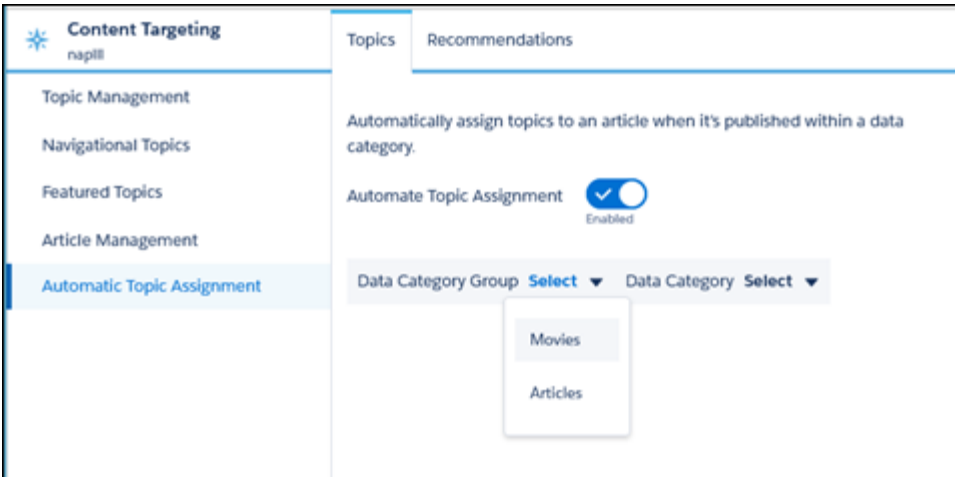 Content Targeting
napIII
Topics
Recommendations
Topic Management
Navigational Topics
Featured Topics
Article Management
Automatic Topic Assignment
Automatically assign topics to an article when it's published within a data
category.
Automate Topic Assignment
Enabled
Data Category Group Select Data Category Select
Movies
Articles